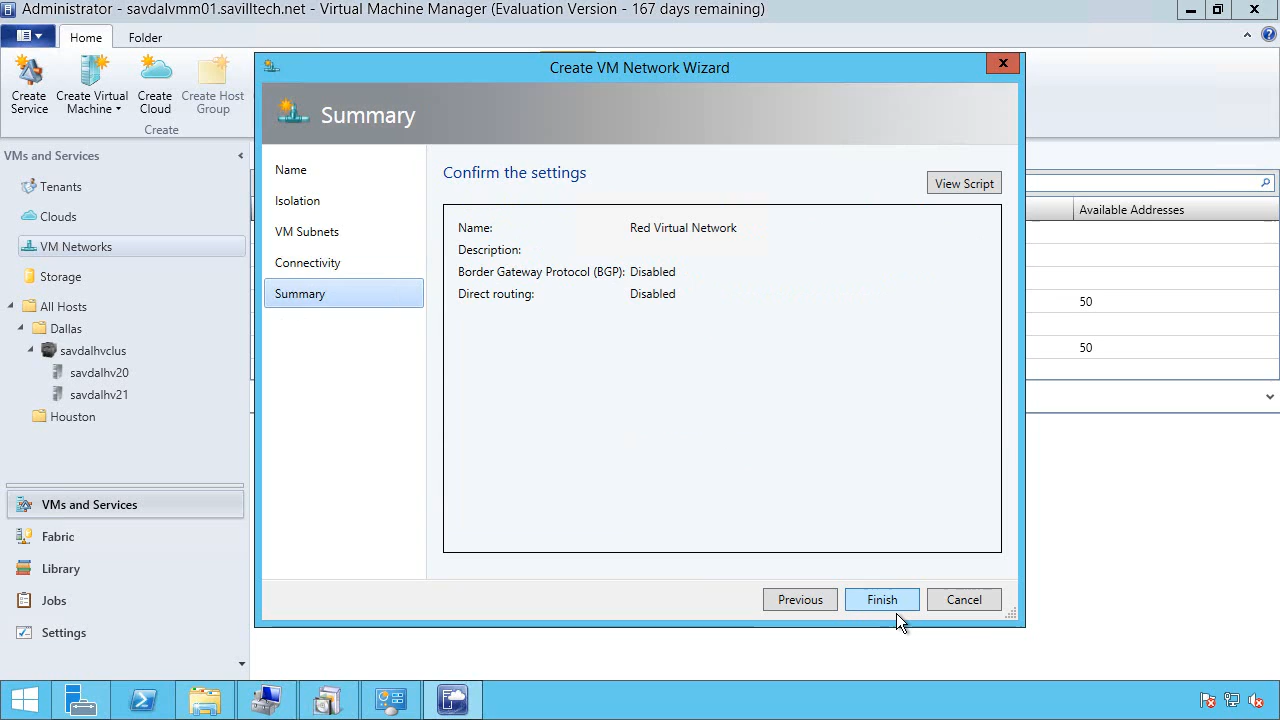 Administrator - savdalvmm01.savilltech.net - Virtual Machine Manager (Evaluation Version - 167 days remaining)
Home
Folder
Create Service
Create Virtual Machine
Create Cloud
Create Host Group
Create
VMs and Services
Tenants
Clouds
VM Networks
Storage
All Hosts
Dallas
savdalhvclus
savdalhv20
savdalhv21
Houston
VMs and Services
Fabric
Library
Jobs
Settings
Create VM Network Wizard
Summary
Name
Isolation
VM Subnets
Connectivity
Summary
Confirm the settings
View Script
Name: Red Virtual Network
Description:
Border Gateway Protocol (BGP): Disabled
Direct routing: Disabled
Previous
Finish
Cancel
Available Addresses
50
50